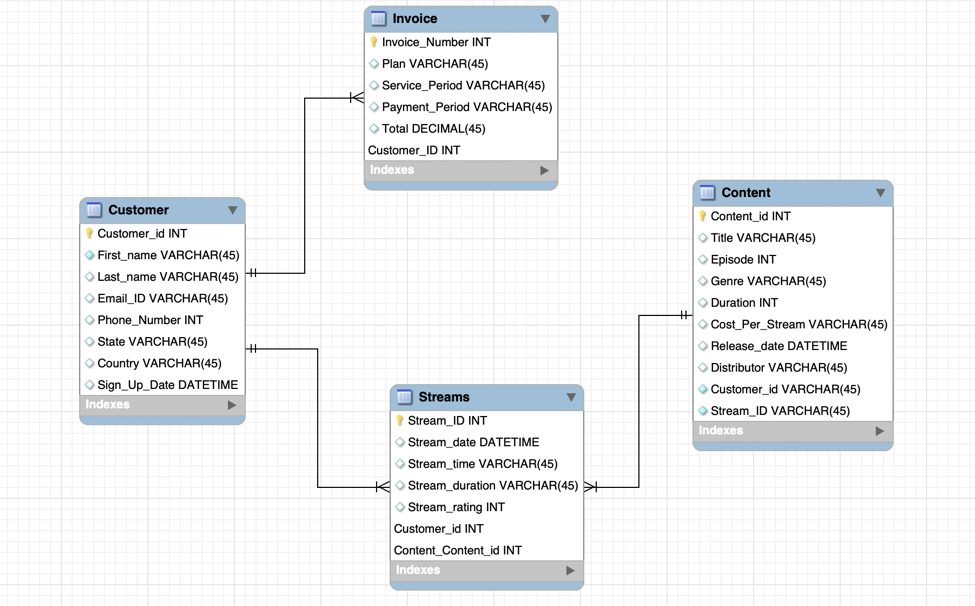 Invoice
Invoice_Number INT
Plan VARCHAR(45)
Service_Period VARCHAR(45)
Payment_Period VARCHAR(45)
Total DECIMAL(45)
Customer_ID INT
Indexes
Customer
Customer_id INT
First_name VARCHAR(45)
Last_name VARCHAR(45)
Email_ID VARCHAR(45)
Phone_Number INT
State VARCHAR(45)
Country VARCHAR(45)
Sign_Up_Date DATETIME
Indexes
Content
Content_id INT
Title VARCHAR(45)
Episode INT
Genre VARCHAR(45)
Duration INT
Cost_Per_Stream VARCHAR(45)
Release_date DATETIME
Distributor VARCHAR(45)
Customer_id VARCHAR(45)
Stream_ID VARCHAR(45)
Indexes
Streams
Stream_ID INT
Stream_date DATETIME
Stream_time VARCHAR(45)
Stream_duration VARCHAR(45)
Stream_rating INT
Customer_id INT
Content_Content_id INT
Indexes